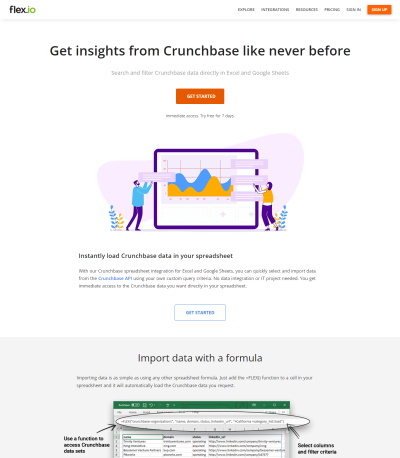 flex.io
EXPLORE INTEGRATIONS RESOURCES PRICING SIGN IN SIGN UP
Get insights from Crunchbase like never before
Search and filter Crunchbase data directly in Excel and Google Sheets
GET STARTED
Immediate access. Try free for 7 days.
Instantly load Crunchbase data in your spreadsheet
With our Crunchbase spreadsheet integration for Excel and Google Sheets, you can quickly select and import data
from the Crunchbase API using your own custom query criteria. No data integration or IT project needed. You get
immediate access to the Crunchbase data you want directly in your spreadsheet.
GET STARTED
Import data with a formula
Importing data is as simple as using any other spreadsheet formula. Just add the =FLEX() function to a cell in your
spreadsheet and it will automatically load the Crunchbase data you request.
Use a function to
access Crunchbase
data sets
Select columns
and filter criteria